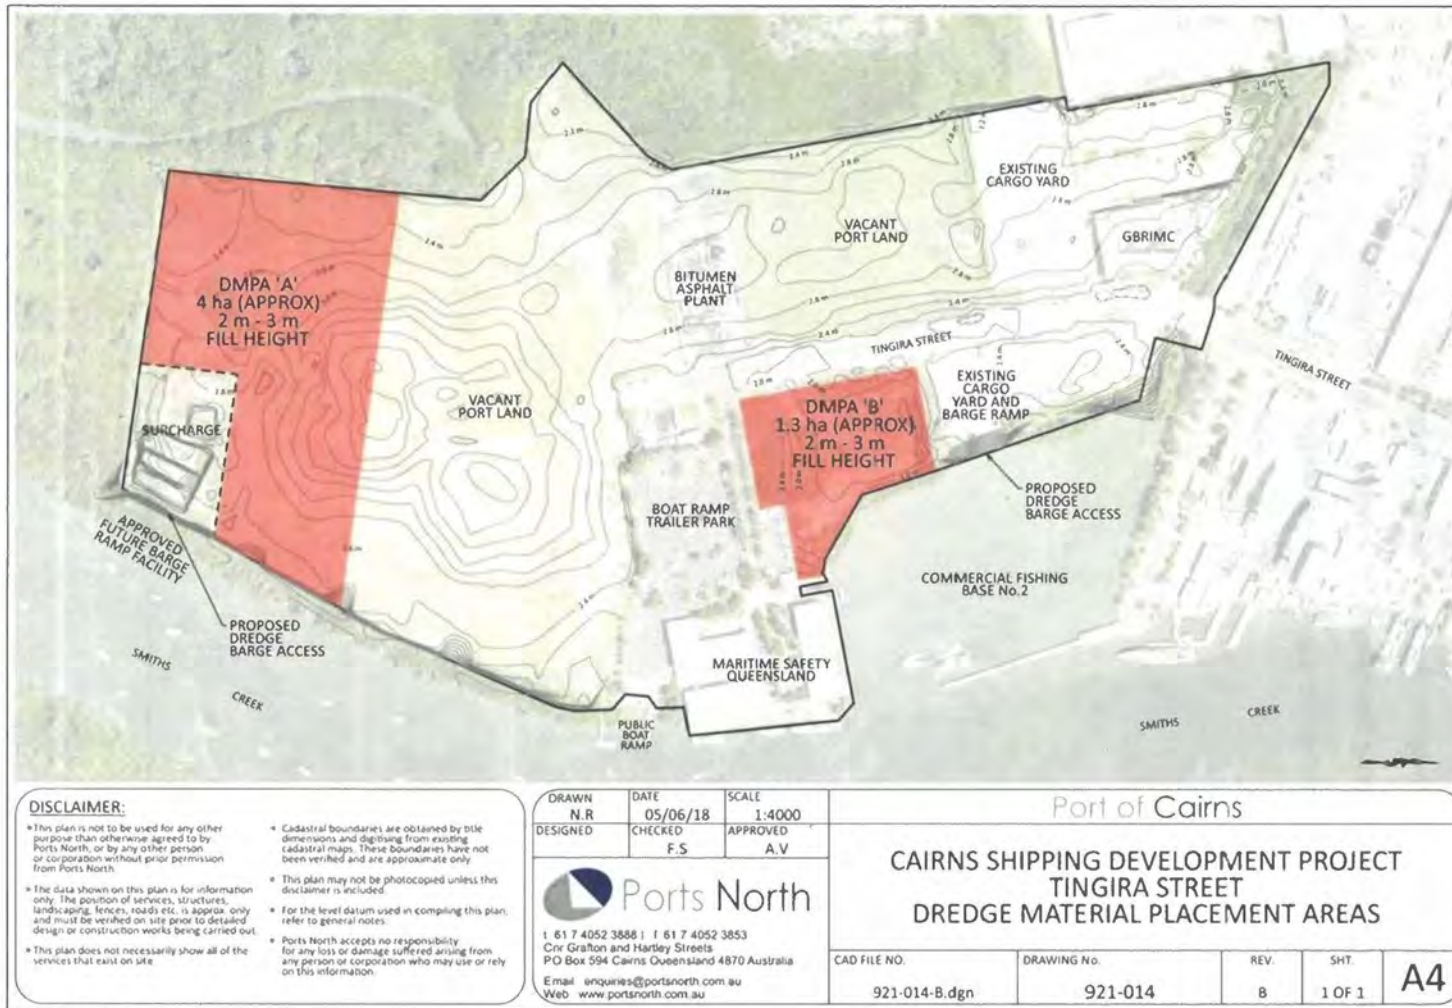 EXISTING
CARGO YARD
VACANT
PORT LAND
GBRIMC
DMPA 'A'
4 ha (APPROX)
2 m - 3 m
FILL HEIGHT
BITUMEN
ASPHALT
PLANT
TINGIRA STREET
TINGIRA STREET
VACANT
PORT LAND
DMPA 'B'
1.3 ha (APPROX)
2 m - 3 m
FILL HEIGHT
EXISTING
CARGO
YARD AND
BARGE RAMP
SURCHARGE
PROPOSED
DREDGE
BARGE ACCESS
BOAT RAMP
TRAILER PARK
APPROVED
FUTURE BARGE
RAMP FACILITY
COMMERCIAL FISHING
BASE No.2
PROPOSED
DREDGE
BARGE ACCESS
SMITHS
CREEK
MARITIME SAFETY
QUEENSLAND
PUBLIC
BOAT
RAMP
SMITHS
CREEK
DISCLAIMER:
• This plan is not to be used for any other
purpose than otherwise agreed to by
Ports North, or by any other person
or corporation without prior permission
from Ports North
• The data shown on this plan is for information
only. The position of services, structures,
landscaping, fences, roads etc. is approx. only
and must be verified on site prior to detailed
design or construction works being carried out
• This plan does not necessarily show all of the
services that exist on site
• Cadastral boundaries are obtained by title
dimensions and digitising from existing
cadastral maps. These boundaries have not
been verified and are approximate only.
• This plan may not be photocopied unless this
disclaimer is included.
• For the level datum used in compiling this plan,
refer to general notes.
• Ports North accepts no responsibility
for any loss or damage suffered arising from
any person or corporation who may use or rely
on this information.
DRAWN
N.R
DATE
05/06/18
SCALE
1:4000
DESIGNED
CHECKED
F.S
APPROVED
A.V
Ports North
t 61 7 4052 3888 | f 61 7 4052 3853
Cnr Grafton and Hartley Streets
PO Box 594 Cairns Queensland 4870 Australia
Email enquiries@portsnorth.com.au
Web www.portsnorth.com.au
Port of Cairns
CAIRNS SHIPPING DEVELOPMENT PROJECT
TINGIRA STREET
DREDGE MATERIAL PLACEMENT AREAS
CAD FILE NO.
921-014-B.dgn
DRAWING No.
921-014
REV.
B
SHT.
1 OF 1
A4